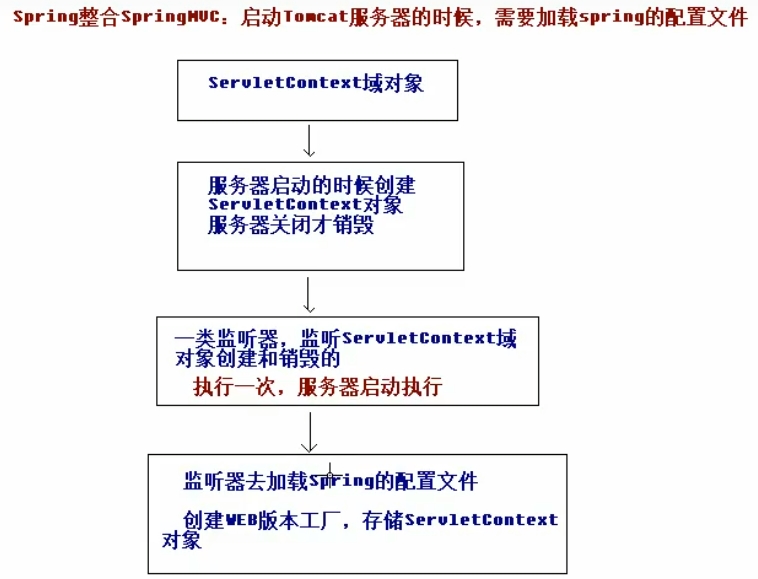 Spring整合SpringMVC：启动Tomcat服务器的时候，需要加载spring的配置文件
ServletContext域对象
服务器启动的时候创建
ServletContext对象
服务器关闭才销毁
一类监听器，监听ServletContext域
对象创建和销毁的
执行一次，服务器启动执行
监听器去加载Spring的配置文件
创建WEB版本工厂，存储ServletContext
对象